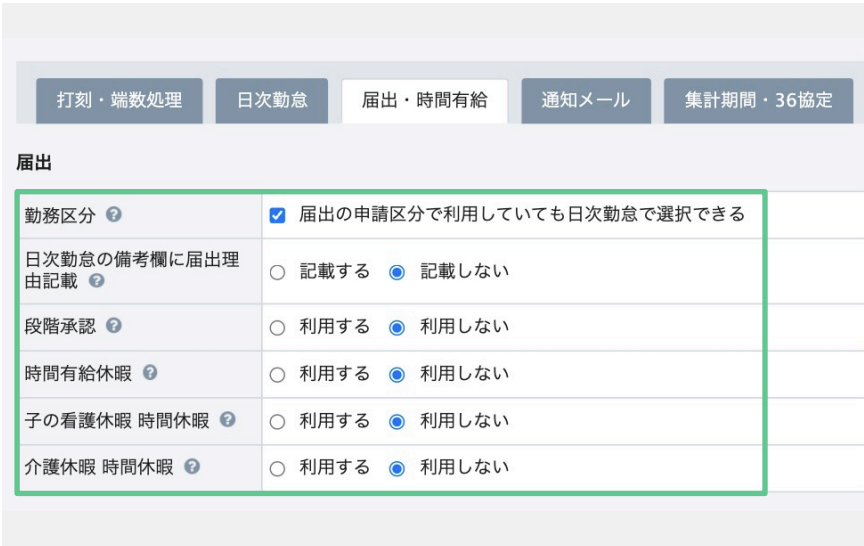 打刻・端数処理
日次勤怠
届出・時間有給
通知メール
集計期間・36協定
届出
勤務区分 ?
届出の申請区分で利用していても日次勤怠で選択できる
日次勤怠の備考欄に届出理
由記載 ?
記載する 記載しない
段階承認 ?
利用する 利用しない
時間有給休暇 ?
利用する 利用しない
子の看護休暇 時間休暇 ?
利用する 利用しない
介護休暇 時間休暇 ?
利用する 利用しない